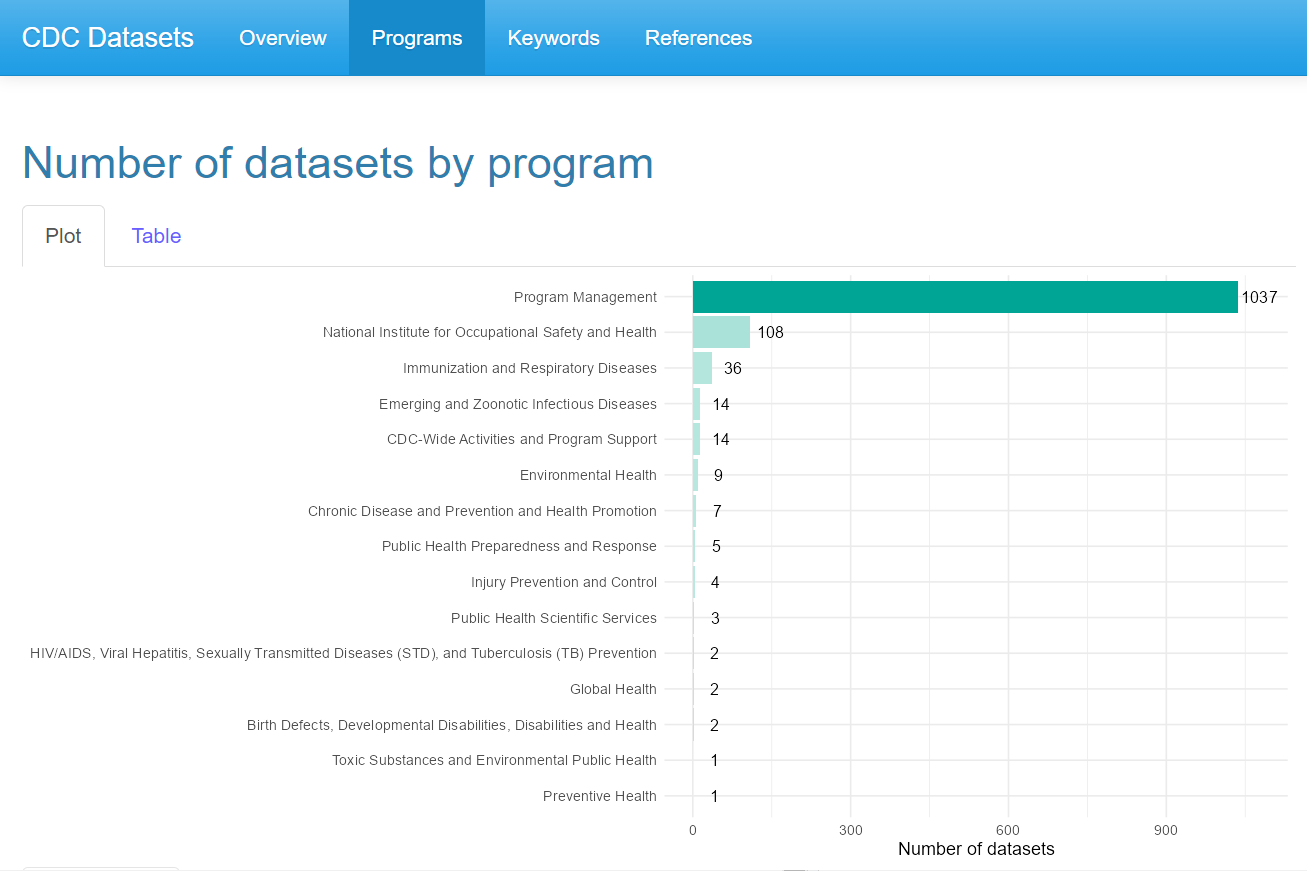 CDC Datasets Overview Programs Keywords References
Number of datasets by program
Plot Table
Program Management 1037
National Institute for Occupational Safety and Health 108
Immunization and Respiratory Diseases 36
Emerging and Zoonotic Infectious Diseases 14
CDC-Wide Activities and Program Support 14
Environmental Health 9
Chronic Disease and Prevention and Health Promotion 7
Public Health Preparedness and Response 5
Injury Prevention and Control 4
Public Health Scientific Services 3
HIV/AIDS, Viral Hepatitis, Sexually Transmitted Diseases (STD), and Tuberculosis (TB) Prevention 2
Global Health 2
Birth Defects, Developmental Disabilities, Disabilities and Health 2
Toxic Substances and Environmental Public Health 1
Preventive Health 1
0 300 600 900
Number of datasets